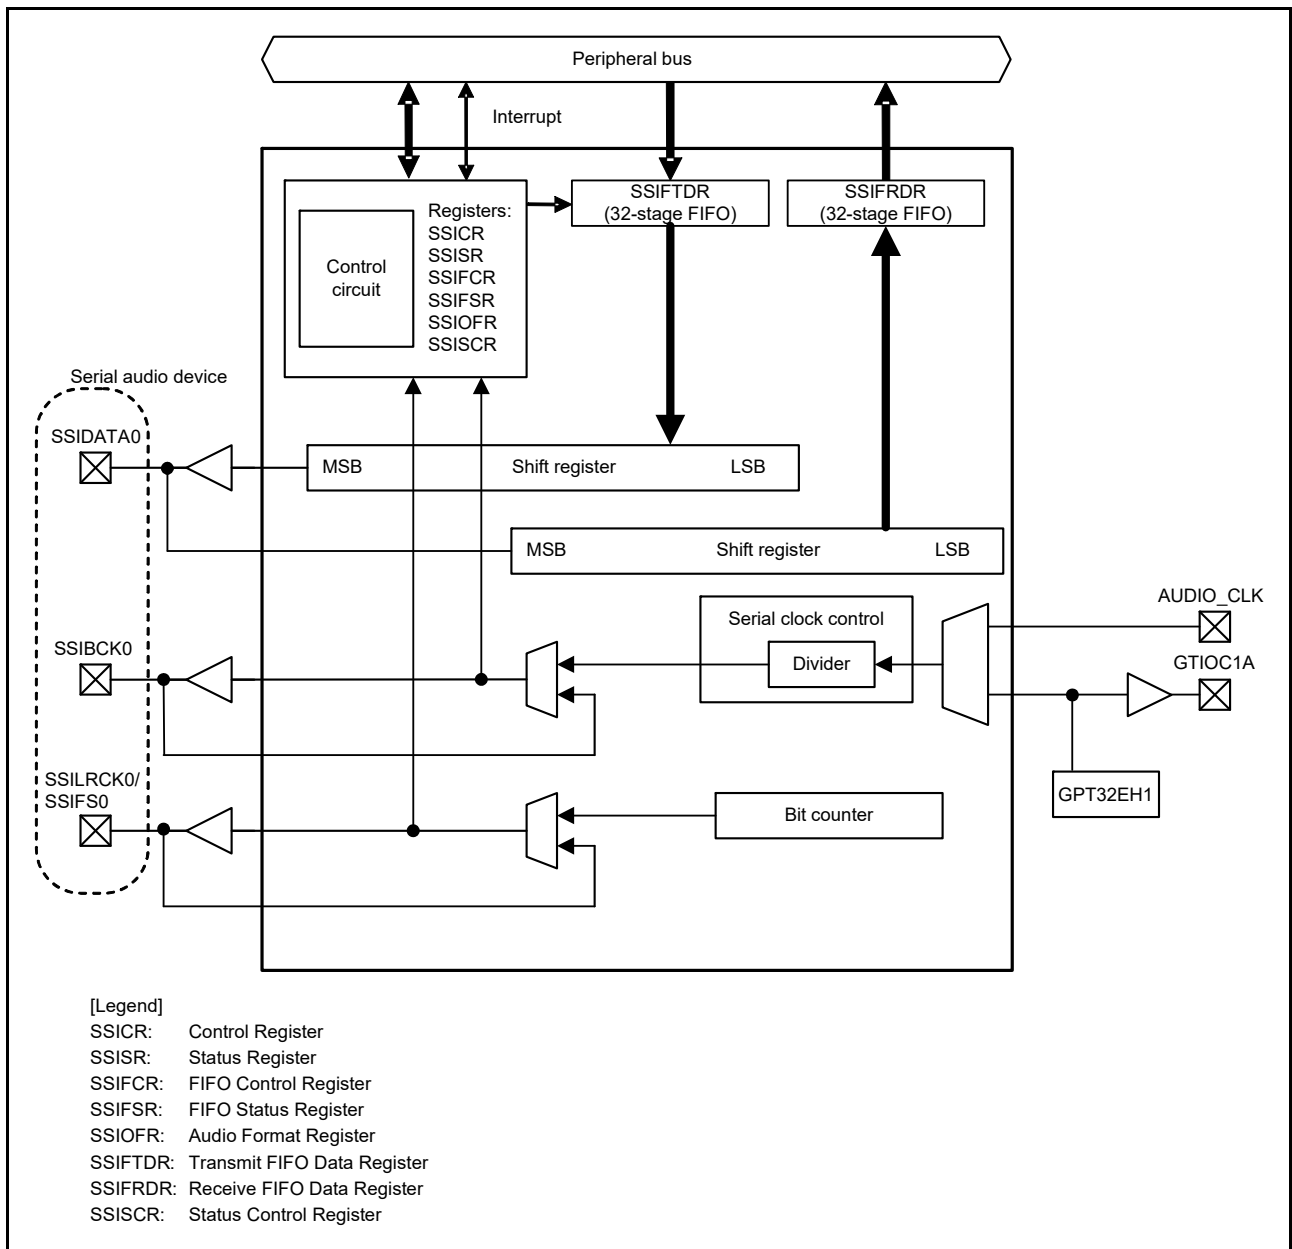 Peripheral bus
Interrupt
SSIFTDR
(32-stage FIFO)
SSIFRDR
(32-stage FIFO)
Control
circuit
Registers:
SSICR
SSISR
SSIFCR
SSIFSR
SSIOFR
SSISCR
Serial audio device
SSIDATA0
MSB Shift register LSB
MSB Shift register LSB
SSIBCK0
Serial clock control
Divider
AUDIO_CLK
GTIOC1A
GPT32EH1
SSILRCK0/
SSIFS0
Bit counter
[Legend]
SSICR: Control Register
SSISR: Status Register
SSIFCR: FIFO Control Register
SSIFSR: FIFO Status Register
SSIOFR: Audio Format Register
SSIFTDR: Transmit FIFO Data Register
SSIFRDR: Receive FIFO Data Register
SSISCR: Status Control Register